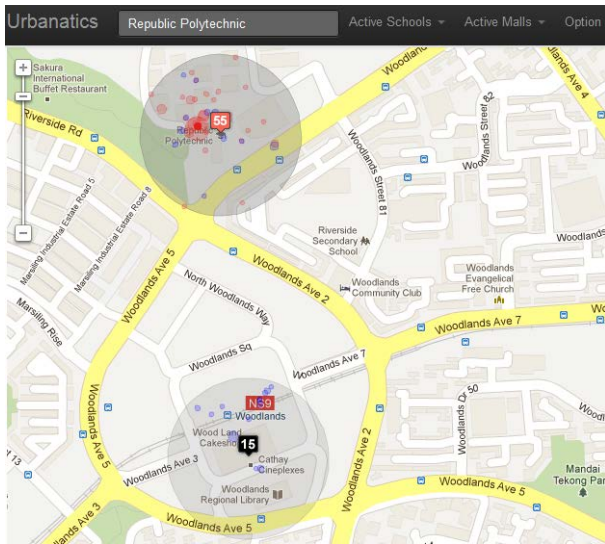 Urbanatics
Republic Polytechnic
Active Schools
Active Malls
Option
Sakura
International
Buffet Restaurant
Woodlands Ave 4
Riverside Rd
55
Republic
Polytechnic
Woodlands Street 82
Woodlands Street 81
Marsiling Industrial Estate Road 5
Marsiling Industrial Estate Road 8
Riverside
Secondary
School
Woodlands
Woodlands Ave 5
Woodlands Ave 2
Woodlands
Evangelical
Free Church
Woodlands
Community Club
North Woodlands Way
Marsiling Rise
Woodlands Ave 7
Woodlands Sq
Woodlands Ave 7
Woodlands Ave 5
NS9
Woodlands
Wood Land
Cakeshop
15
Cathay
Cineplexes
Woodlands Ave 2
50
Woodlands Ave 3
Woodlands
Regional Library
Mandai
Tekong Park
Woodlands Ave 5
Woodlands Ave 5